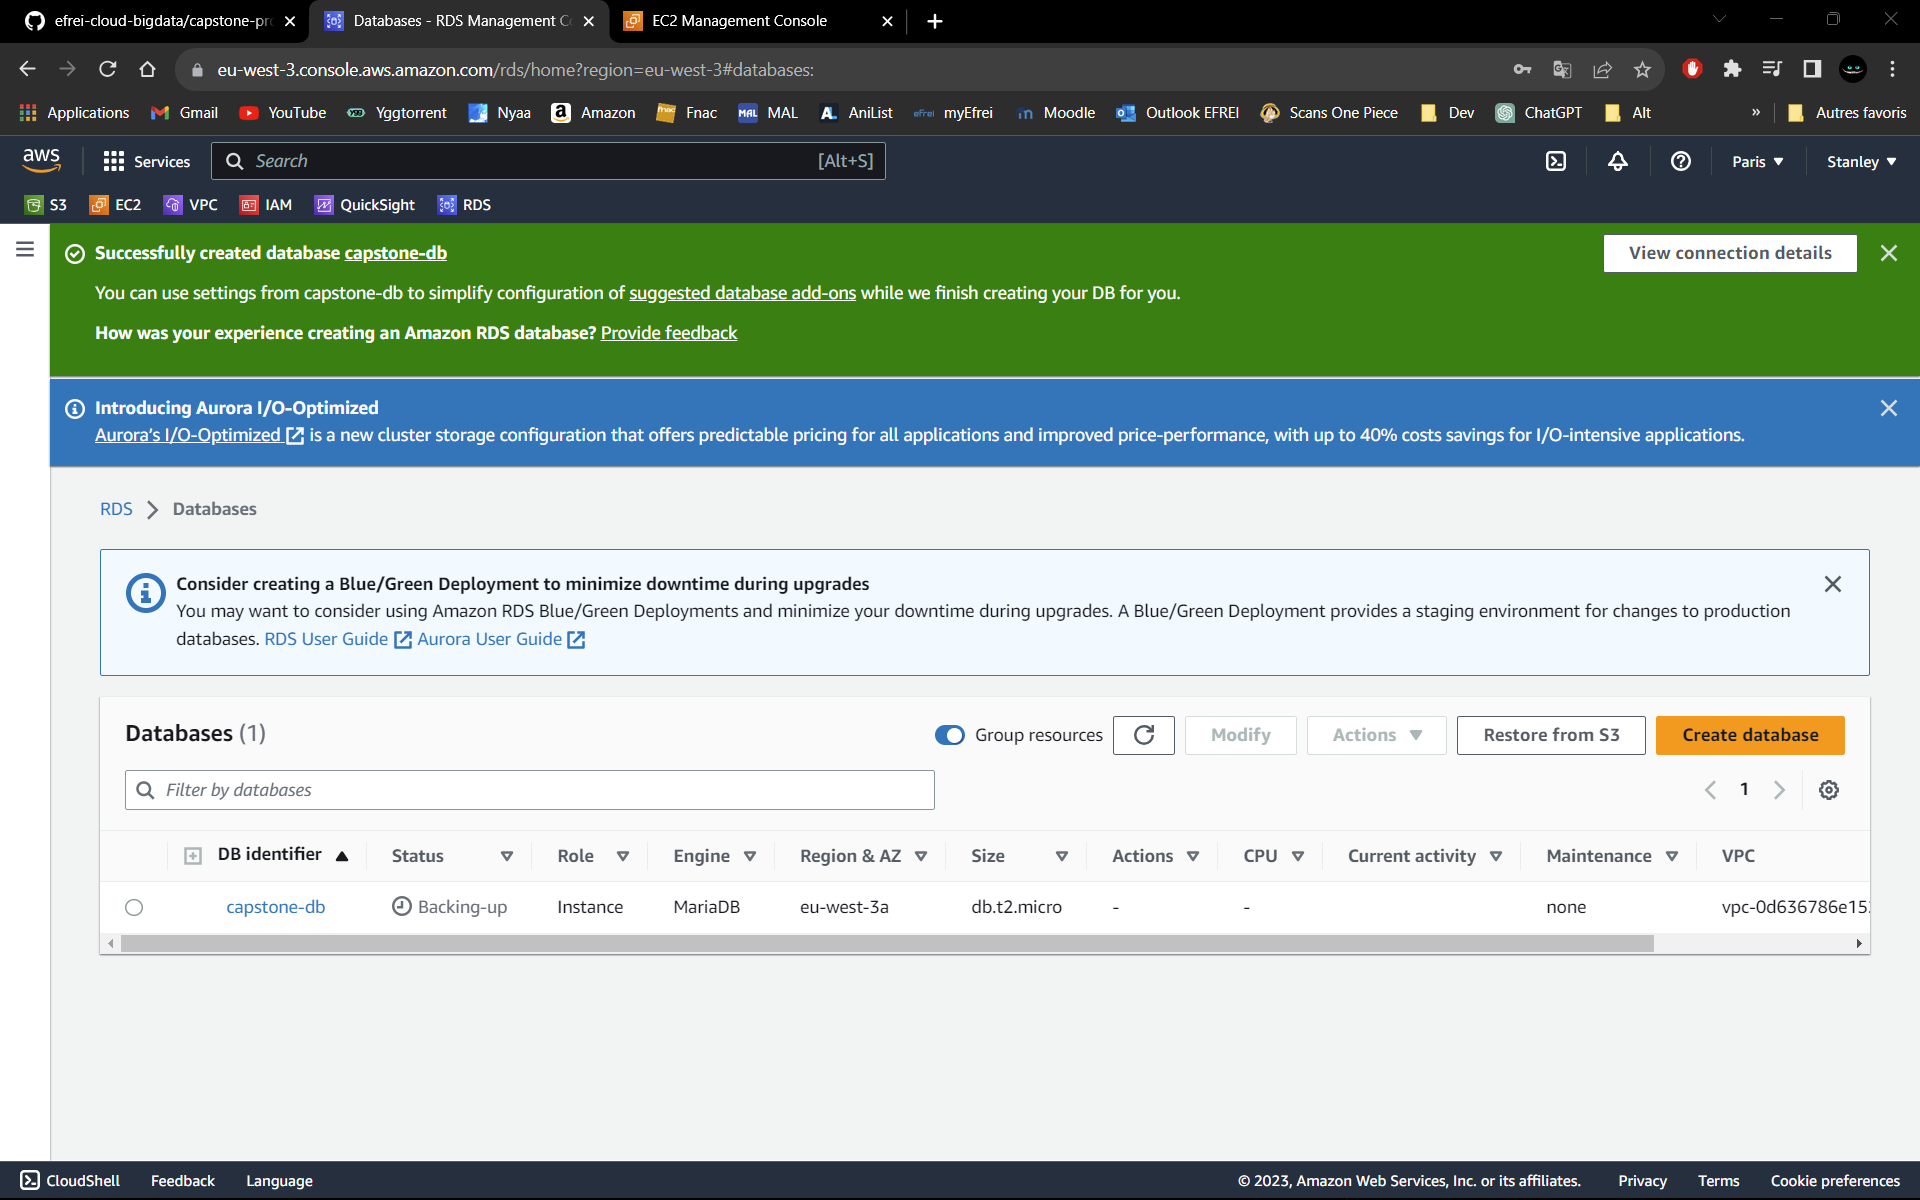 efrei-cloud-bigdata/capstone-pr
Databases - RDS Management C
EC2 Management Console
eu-west-3.console.aws.amazon.com/rds/home?region=eu-west-3#databases:
Applications
Gmail
YouTube
Yggtorrent
Nyaa
Amazon
Fnac
MAL
AniList
myEfrei
Moodle
Outlook EFREI
Scans One Piece
Dev
ChatGPT
Alt
»
Autres favoris
aws
Services
Search
[Alt+S]
Paris
Stanley
S3
EC2
VPC
IAM
QuickSight
RDS
Successfully created database capstone-db
View connection details
You can use settings from capstone-db to simplify configuration of suggested database add-ons while we finish creating your DB for you.
How was your experience creating an Amazon RDS database? Provide feedback
Introducing Aurora I/O-Optimized
Aurora's I/O-Optimized is a new cluster storage configuration that offers predictable pricing for all applications and improved price-performance, with up to 40% costs savings for I/O-intensive applications.
RDS
Databases
Consider creating a Blue/Green Deployment to minimize downtime during upgrades
You may want to consider using Amazon RDS Blue/Green Deployments and minimize your downtime during upgrades. A Blue/Green Deployment provides a staging environment for changes to production
databases. RDS User Guide Aurora User Guide
Databases (1)
Group resources
Modify
Actions
Restore from S3
Create database
Filter by databases
1
DB identifier
Status
Role
Engine
Region & AZ
Size
Actions
CPU
Current activity
Maintenance
VPC
capstone-db
Backing-up
Instance
MariaDB
eu-west-3a
db.t2.micro
-
-
none
vpc-0d636786e15
CloudShell
Feedback
Language
© 2023, Amazon Web Services, Inc. or its affiliates.
Privacy
Terms
Cookie preferences